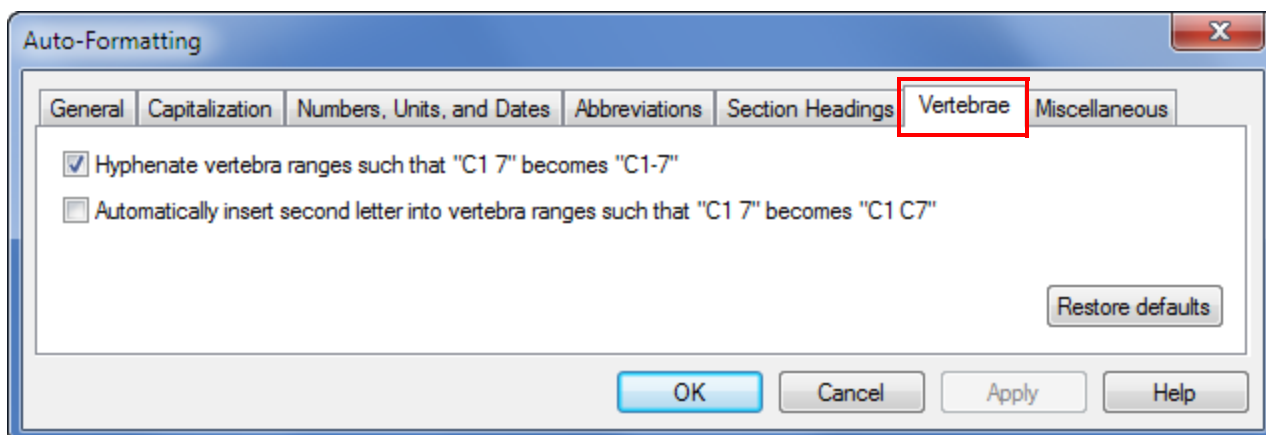 Auto-Formatting
General Capitalization Numbers, Units, and Dates Abbreviations Section Headings Vertebrae Miscellaneous
Hyphenate vertebra ranges such that "C1 7" becomes "C1-7"
Automatically insert second letter into vertebra ranges such that "C1 7" becomes "C1 C7"
Restore defaults
OK Cancel Apply Help